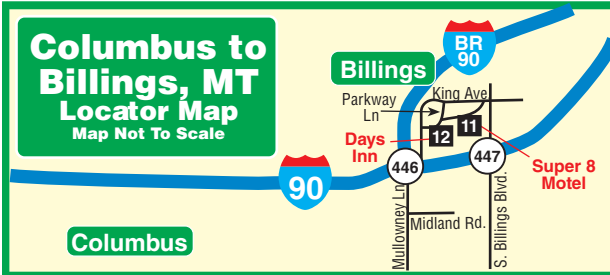 Columbus to
Billings, MT
Locator Map
Map Not To Scale
BR
90
Billings
King Ave
Parkway
Ln
Days
Inn
12
11
446
447
Super 8
Motel
90
Columbus
Mullowney Ln
Midland Rd.
S. Billings Blvd.